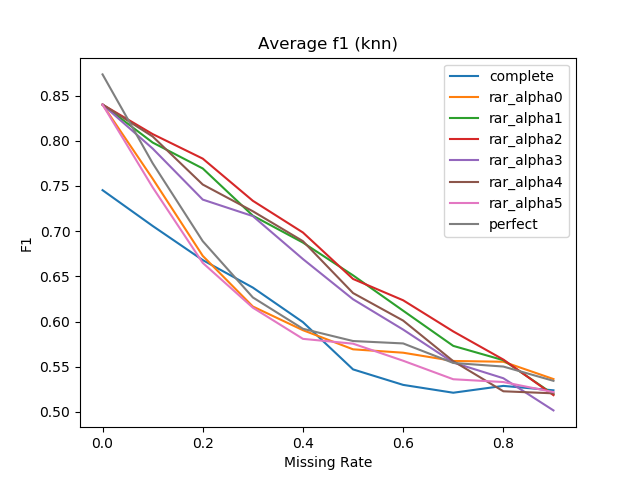 Average f1 (knn)
complete
rar_alpha0
rar_alpha1
rar_alpha2
rar_alpha3
rar_alpha4
rar_alpha5
perfect
F1
0.85
0.80
0.75
0.70
0.65
0.60
0.55
0.50
0.0 0.2 0.4 0.6 0.8
Missing Rate